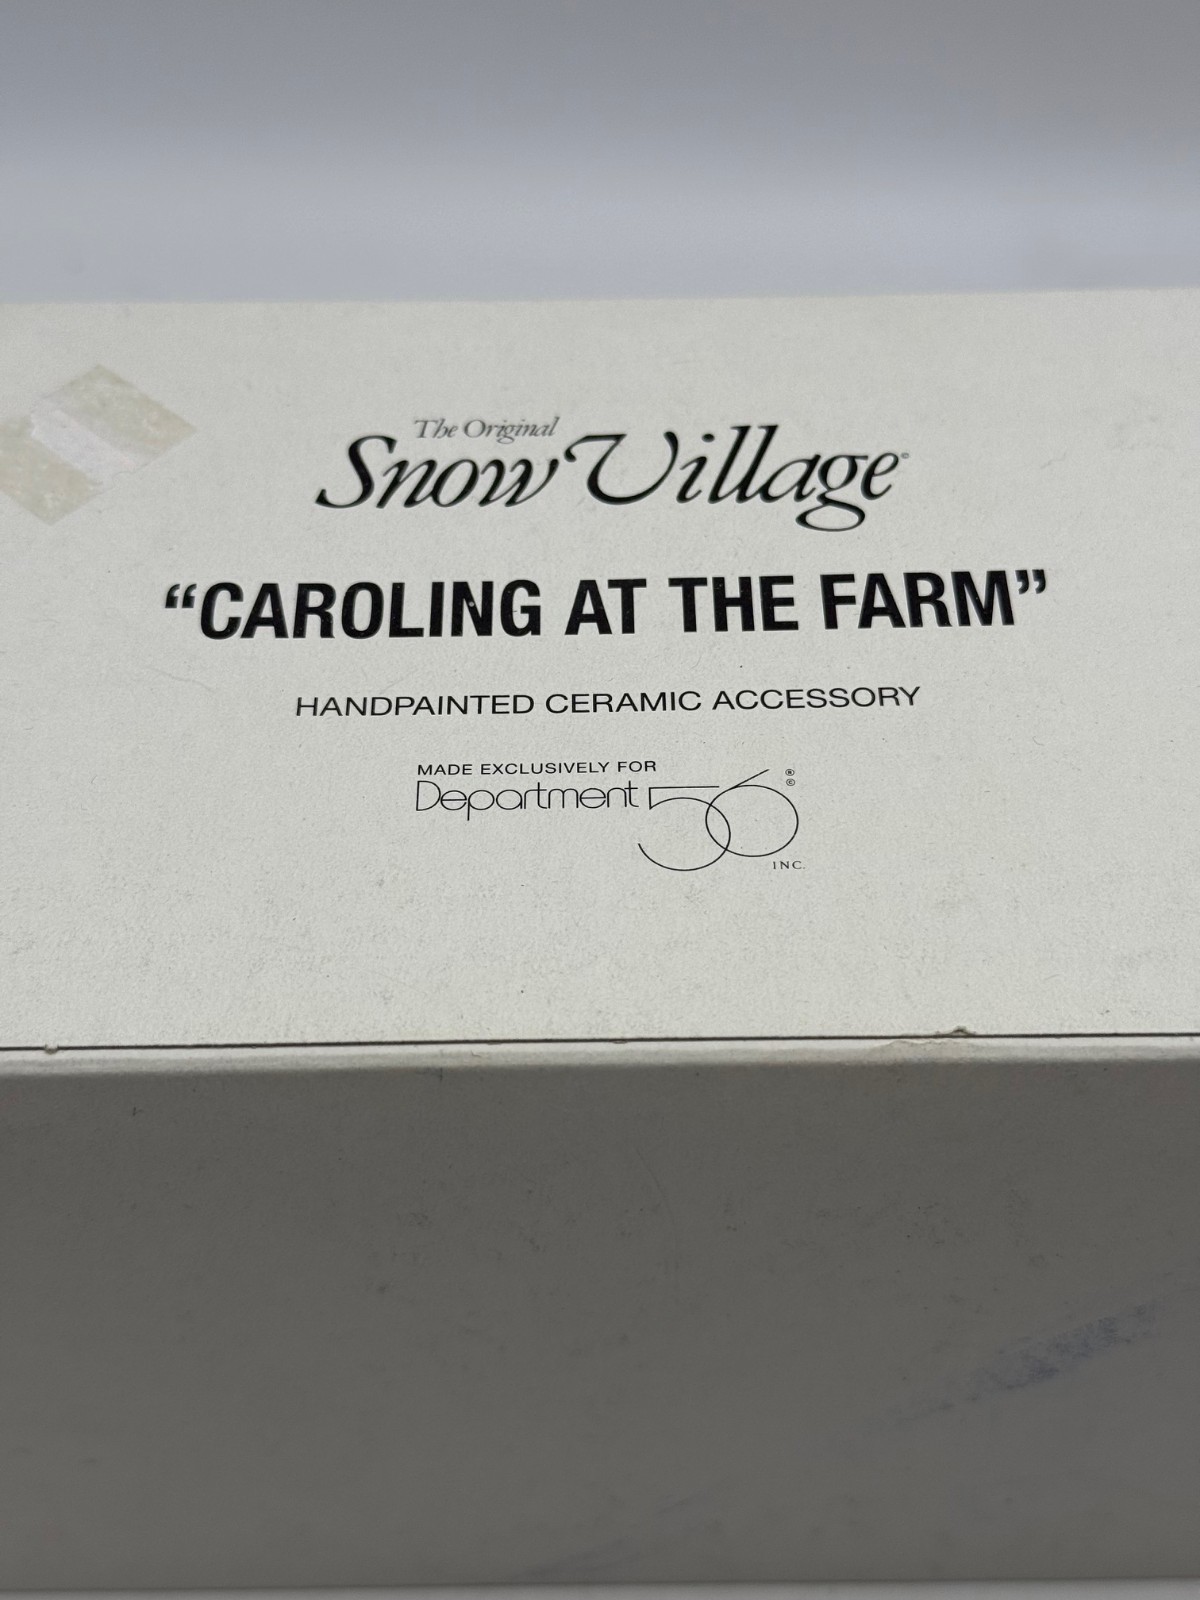 The Original
Snow Village®
“CAROLING AT THE FARM”
HANDPAINTED CERAMIC ACCESSORY
MADE EXCLUSIVELY FOR
Department 56 ® ©
INC.